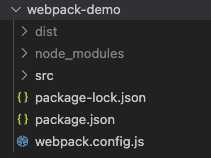 webpack-demo
dist
node_modules
src
package-lock.json
package.json
webpack.config.js